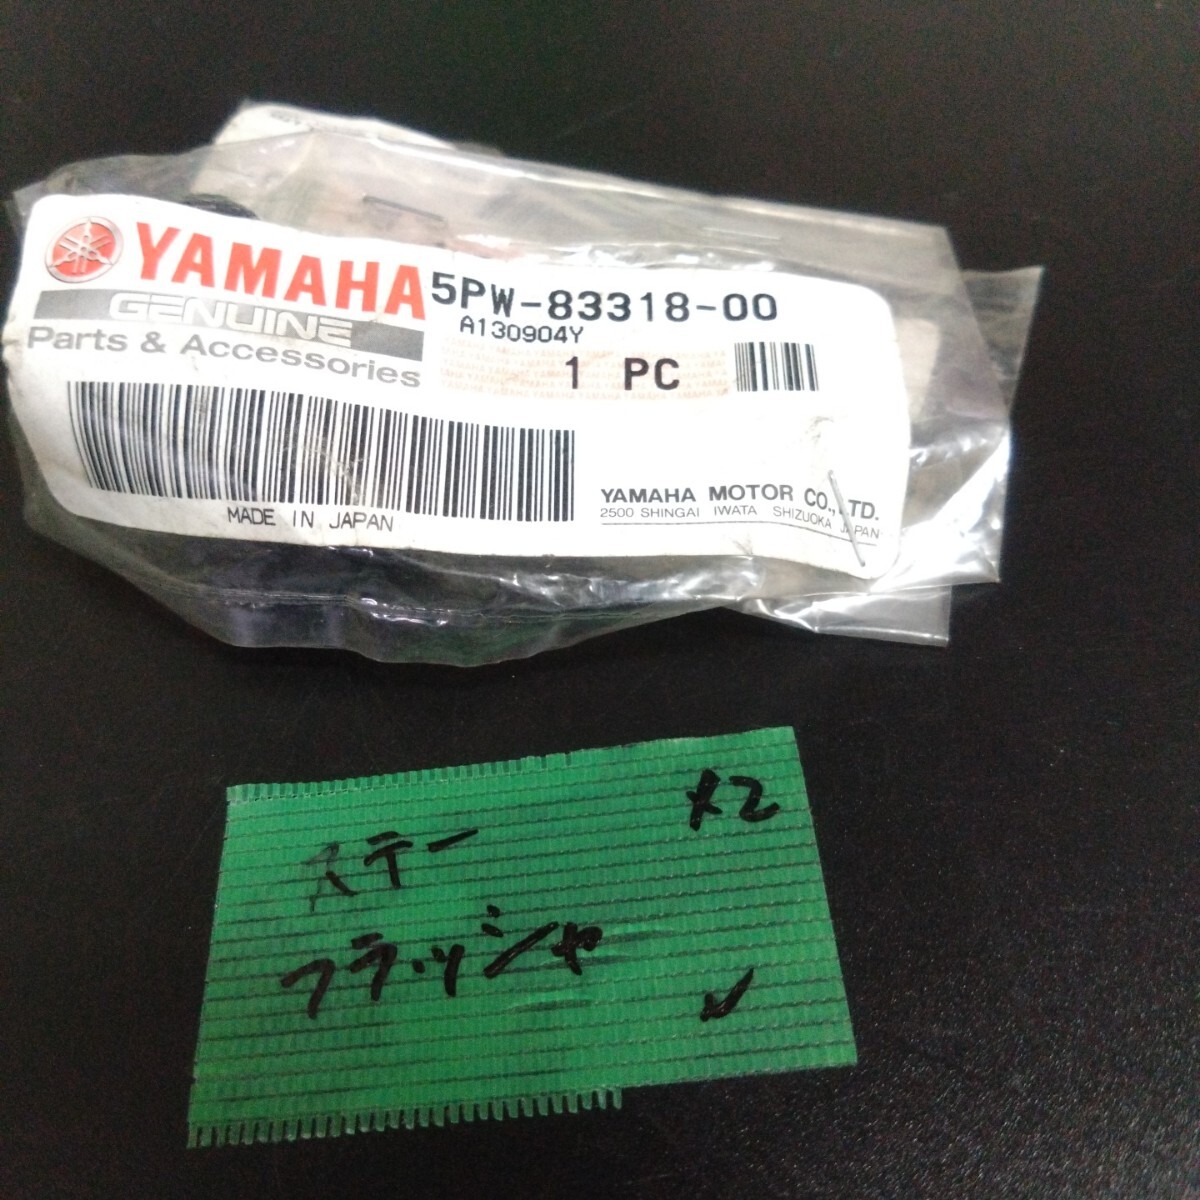 YAMAHA
GENUINE
Parts & Accessories
5PW-83318-00
A130904Y
1 PC
MADE IN JAPAN
YAMAHA MOTOR CO., LTD.
2500 SHINGAI IWATA SHIZUOKA JAPAN
×2
ステー
フラッシャ
✓